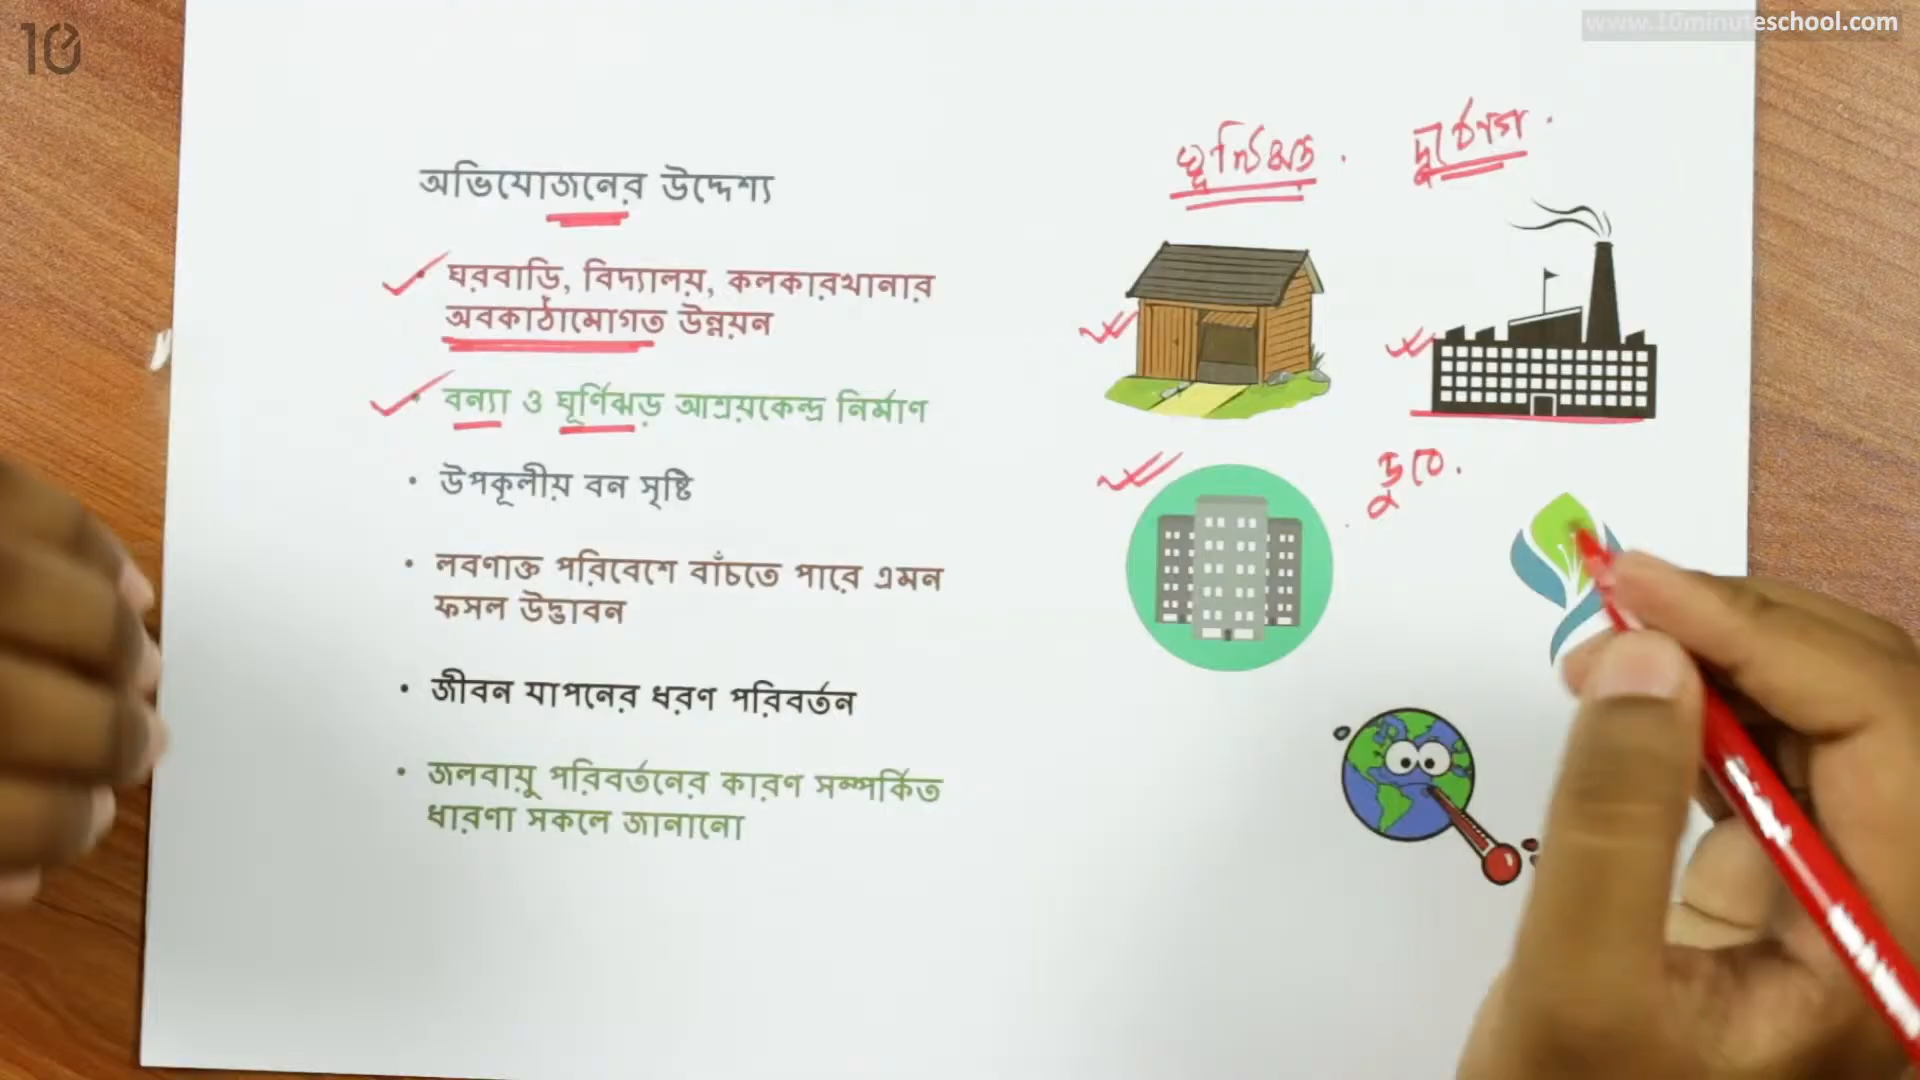 10
www.10minuteschool.com
ঘূর্ণিঝড়.
দুর্যোগ.
অভিযোজনের উদ্দেশ্য
• ঘরবাড়ি, বিদ্যালয়, কলকারখানার
অবকাঠামোগত উন্নয়ন
• বন্যা ও ঘূর্ণিঝড় আশ্রয়কেন্দ্র নির্মাণ
ডুবে.
• উপকূলীয় বন সৃষ্টি
• লবণাক্ত পরিবেশে বাঁচতে পারে এমন
ফসল উদ্ভাবন
• জীবন যাপনের ধরণ পরিবর্তন
• জলবায়ু পরিবর্তনের কারণ সম্পর্কিত
ধারণা সকলে জানানো